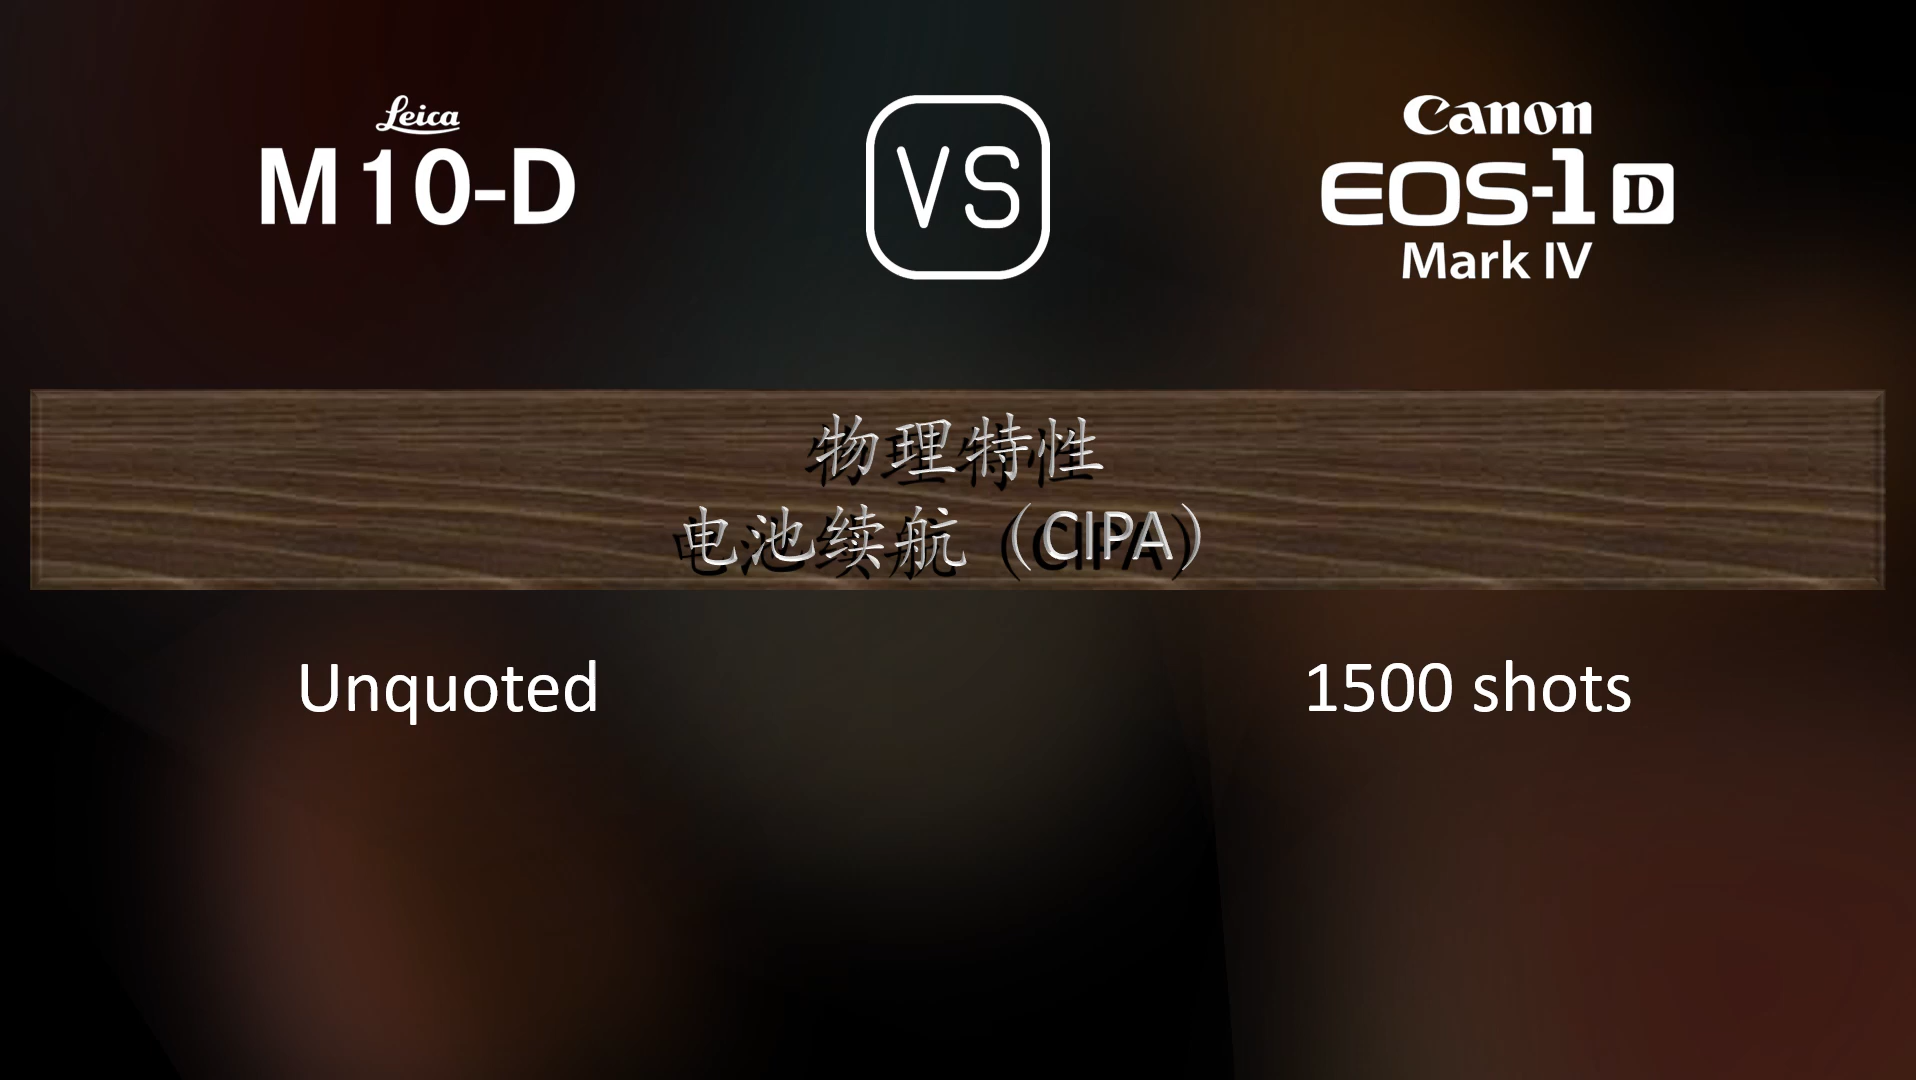 Leica
M10-D
VS
Canon
EOS-1D
Mark IV
物理特性
电池续航（CIPA）
Unquoted
1500 shots